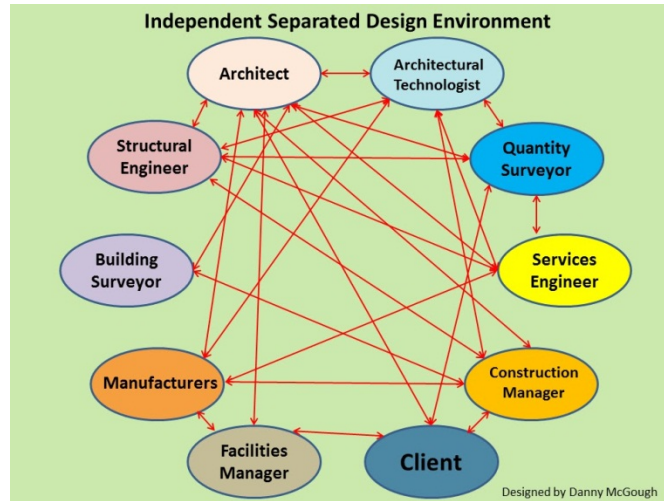 Independent Separated Design Environment
Architect
Architectural
Technologist
Structural
Engineer
Quantity
Surveyor
Building
Surveyor
Services
Engineer
Manufacturers
Construction
Manager
Facilities
Manager
Client
Designed by Danny McGough